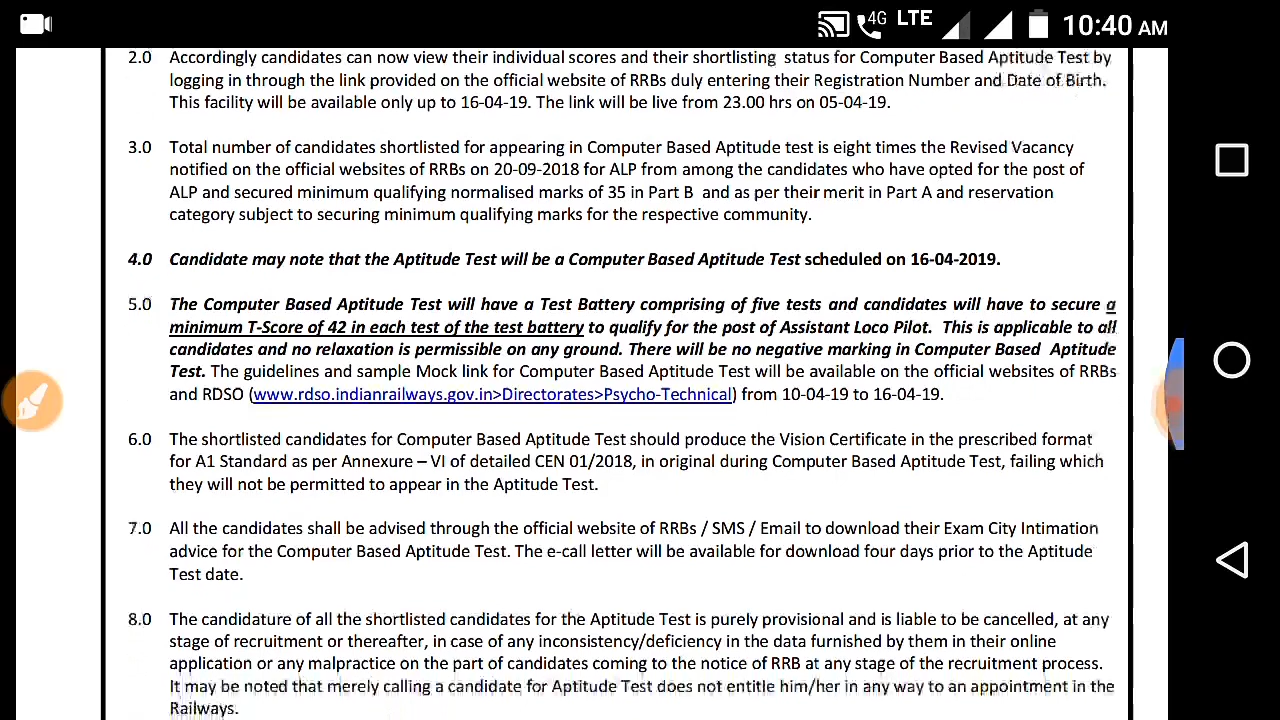 4G LTE 10:40 AM
2.0 Accordingly candidates can now view their individual scores and their shortlisting status for Computer Based Aptitude Test by
logging in through the link provided on the official website of RRBs duly entering their Registration Number and Date of Birth.
This facility will be available only up to 16-04-19. The link will be live from 23.00 hrs on 05-04-19.
3.0 Total number of candidates shortlisted for appearing in Computer Based Aptitude test is eight times the Revised Vacancy
notified on the official websites of RRBs on 20-09-2018 for ALP from among the candidates who have opted for the post of
ALP and secured minimum qualifying normalised marks of 35 in Part B and as per their merit in Part A and reservation
category subject to securing minimum qualifying marks for the respective community.
4.0 Candidate may note that the Aptitude Test will be a Computer Based Aptitude Test scheduled on 16-04-2019.
5.0 The Computer Based Aptitude Test will have a Test Battery comprising of five tests and candidates will have to secure a
minimum T-Score of 42 in each test of the test battery to qualify for the post of Assistant Loco Pilot. This is applicable to all
candidates and no relaxation is permissible on any ground. There will be no negative marking in Computer Based Aptitude
Test. The guidelines and sample Mock link for Computer Based Aptitude Test will be available on the official websites of RRBs
and RDSO (www.rdso.indianrailways.gov.in>Directorates>Psycho-Technical) from 10-04-19 to 16-04-19.
6.0 The shortlisted candidates for Computer Based Aptitude Test should produce the Vision Certificate in the prescribed format
for A1 Standard as per Annexure – VI of detailed CEN 01/2018, in original during Computer Based Aptitude Test, failing which
they will not be permitted to appear in the Aptitude Test.
7.0 All the candidates shall be advised through the official website of RRBs / SMS / Email to download their Exam City Intimation
advice for the Computer Based Aptitude Test. The e-call letter will be available for download four days prior to the Aptitude
Test date.
8.0 The candidature of all the shortlisted candidates for the Aptitude Test is purely provisional and is liable to be cancelled, at any
stage of recruitment or thereafter, in case of any inconsistency/deficiency in the data furnished by them in their online
application or any malpractice on the part of candidates coming to the notice of RRB at any stage of the recruitment process.
It may be noted that merely calling a candidate for Aptitude Test does not entitle him/her in any way to an appointment in the
Railways.